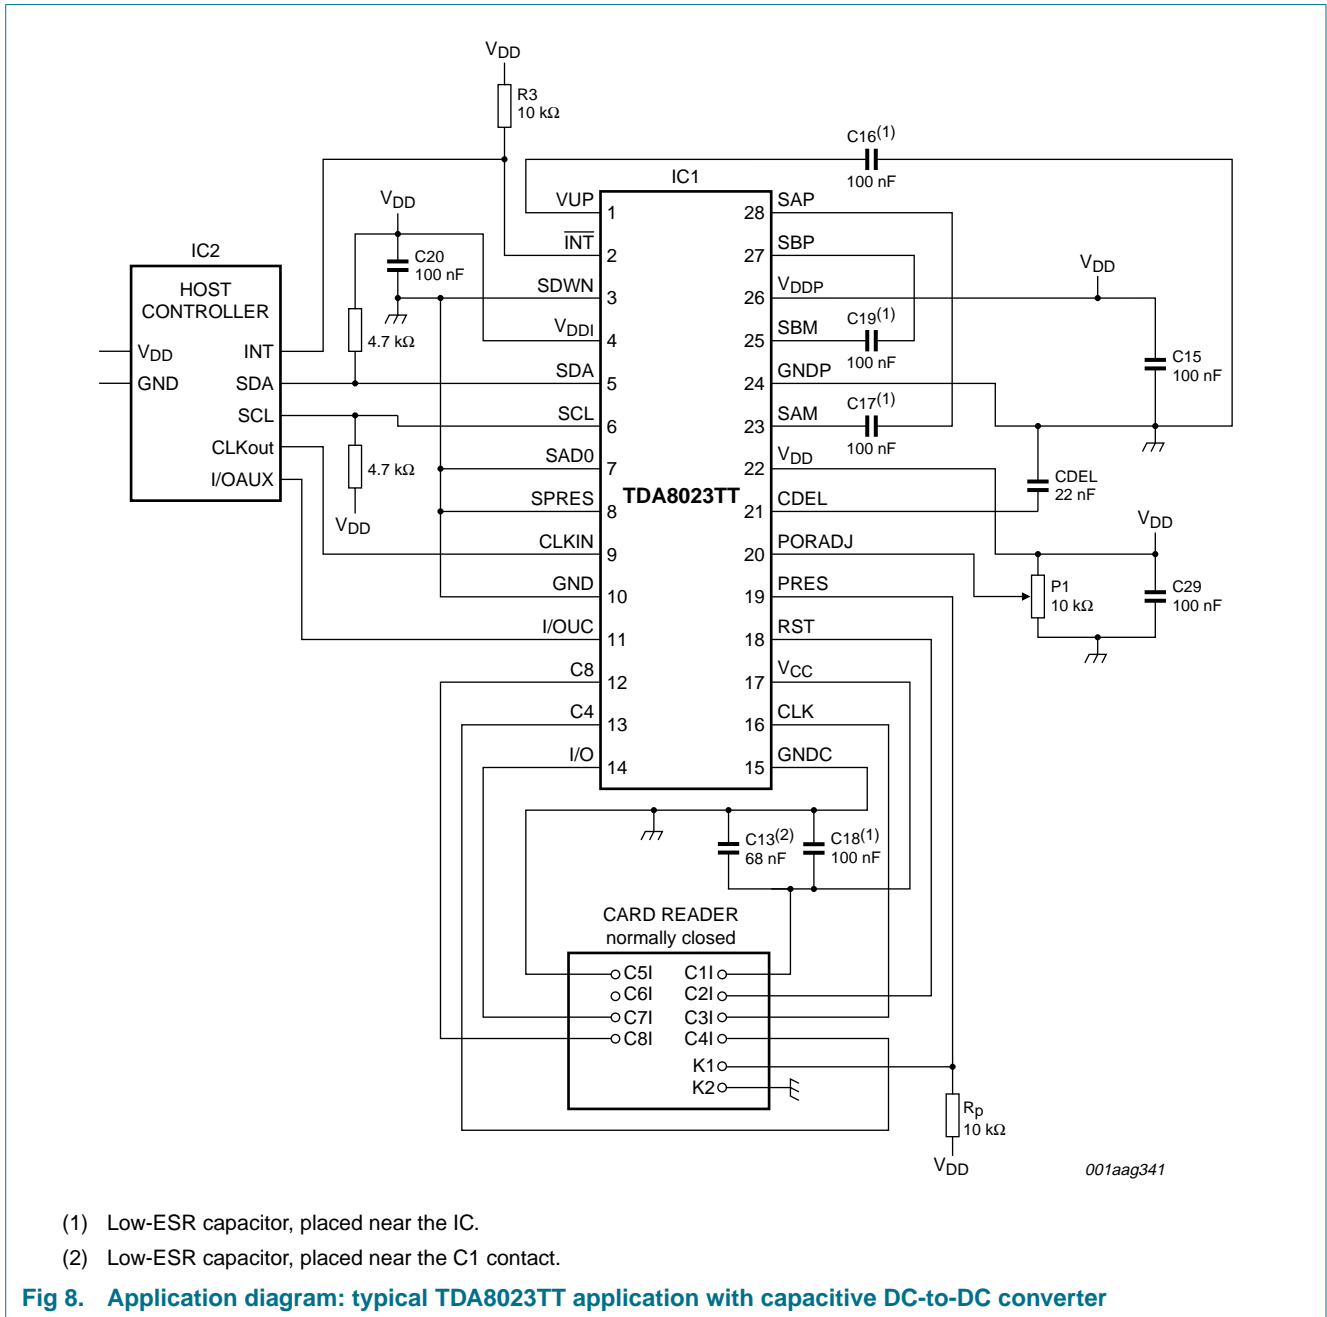 VDD
R3
10 kΩ
C16(1)
100 nF
IC1
VUP
1
INT
2
SDWN
3
VDDI
4
SDA
5
SCL
6
SAD0
7
SPRES
8
CLKIN
9
GND
10
I/OUC
11
C8
12
C4
13
I/O
14
TDA8023TT
28
SAP
27
SBP
26
VDDP
25
SBM
24
GNDP
23
SAM
22
VDD
21
CDEL
20
PORADJ
19
PRES
18
RST
17
VCC
16
CLK
15
GNDC
VDD
C20
100 nF
IC2
HOST
CONTROLLER
VDD
GND
INT
SDA
SCL
CLKout
I/OAUX
4.7 kΩ
4.7 kΩ
VDD
C19(1)
100 nF
C17(1)
100 nF
VDD
C15
100 nF
CDEL
22 nF
VDD
P1
10 kΩ
C29
100 nF
C13(2)
68 nF
C18(1)
100 nF
CARD READER
normally closed
C5I
C6I
C7I
C8I
C1I
C2I
C3I
C4I
K1
K2
Rp
10 kΩ
VDD
001aag341
(1) Low-ESR capacitor, placed near the IC.
(2) Low-ESR capacitor, placed near the C1 contact.
Fig 8. Application diagram: typical TDA8023TT application with capacitive DC-to-DC converter